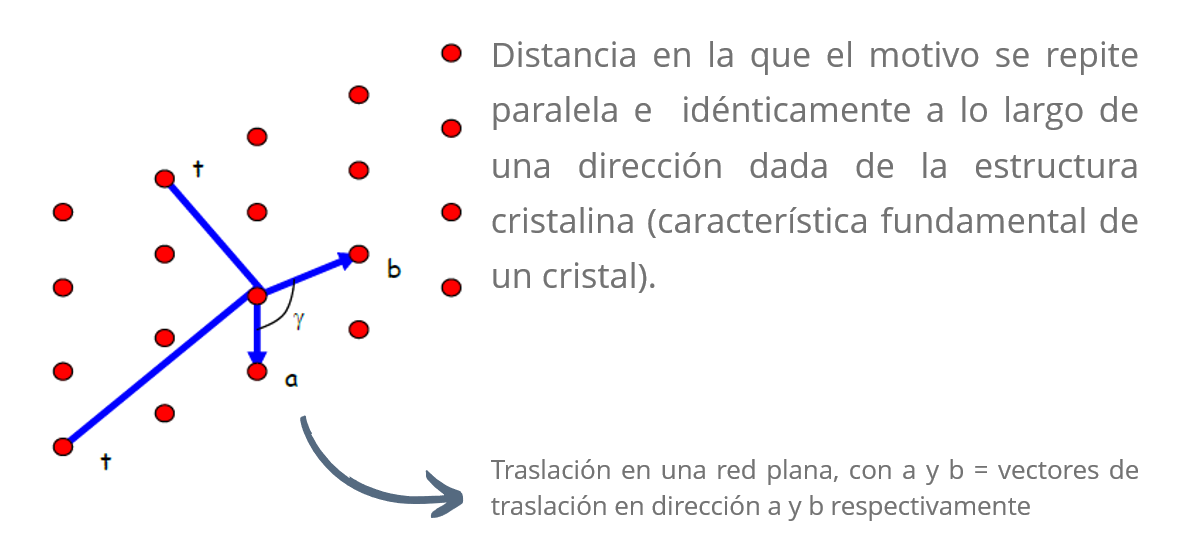 Distancia en la que el motivo se repite
paralela e idénticamente a lo largo de
una dirección dada de la estructura
cristalina (característica fundamental de
un cristal).
t
b
γ
a
t
Traslación en una red plana, con a y b = vectores de
traslación en dirección a y b respectivamente